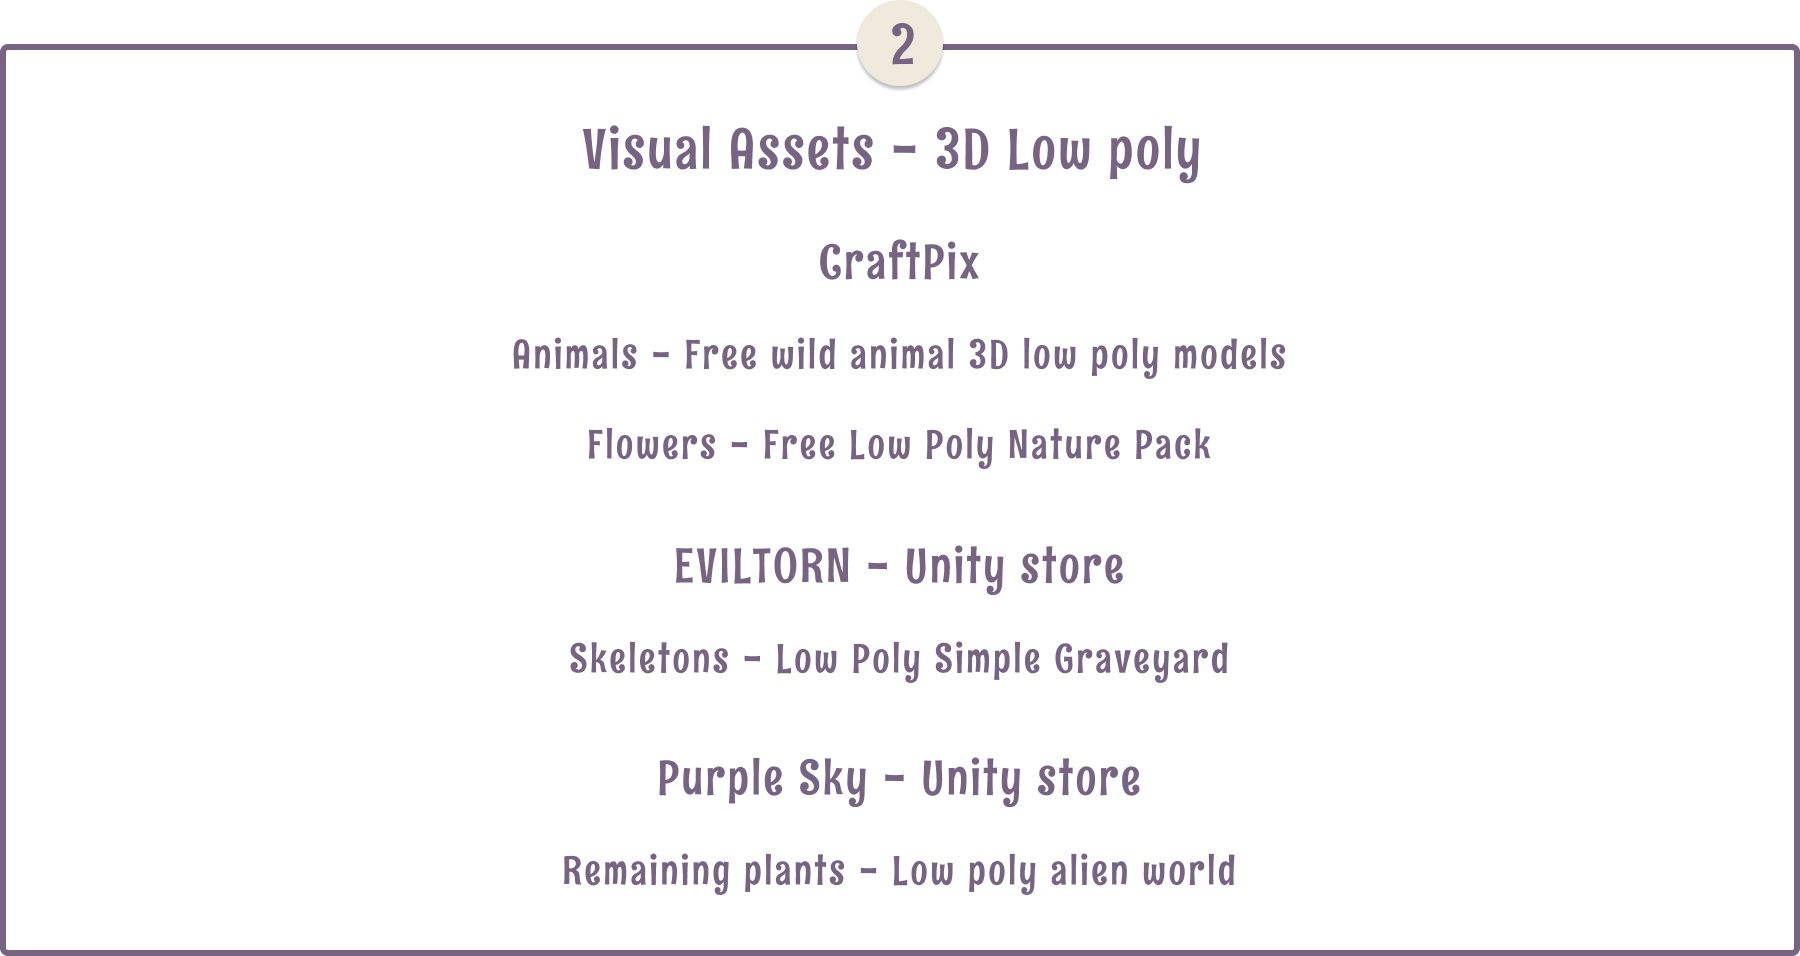 2
Visual Assets - 3D Low poly
CraftPix
Animals - Free wild animal 3D low poly models
Flowers - Free Low Poly Nature Pack
EVILTORN - Unity store
Skeletons - Low Poly Simple Graveyard
Purple Sky - Unity store
Remaining plants - Low poly alien world